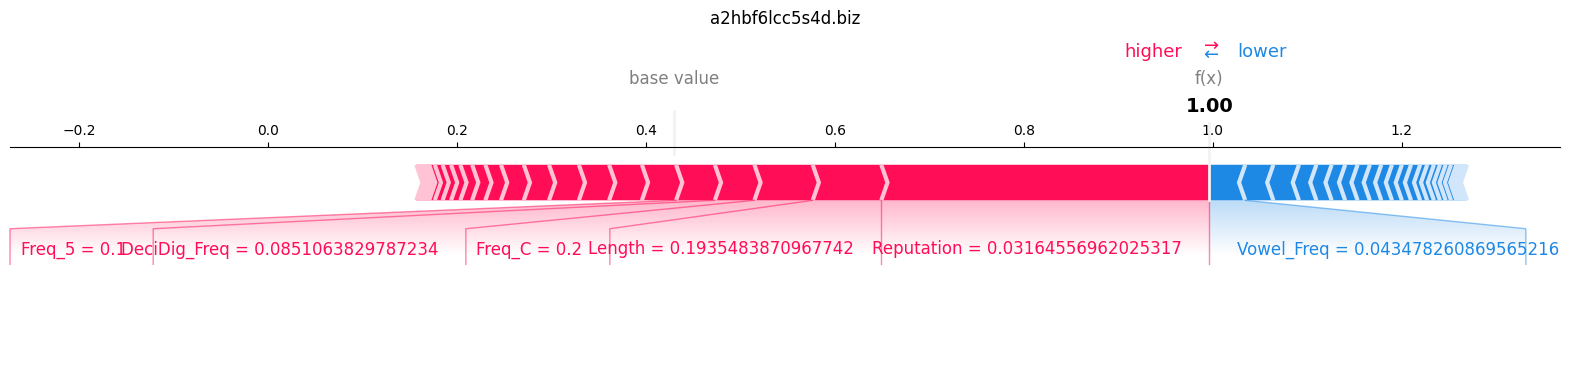 a2hbf6lcc5s4d.biz
higher ⇄ lower
base value f(x)
1.00
−0.2 0.0 0.2 0.4 0.6 0.8 1.0 1.2
Freq_5 = 0.1 DeciDig_Freq = 0.0851063829787234 Freq_C = 0.2 Length = 0.1935483870967742 Reputation = 0.03164556962025317 Vowel_Freq = 0.043478260869565216